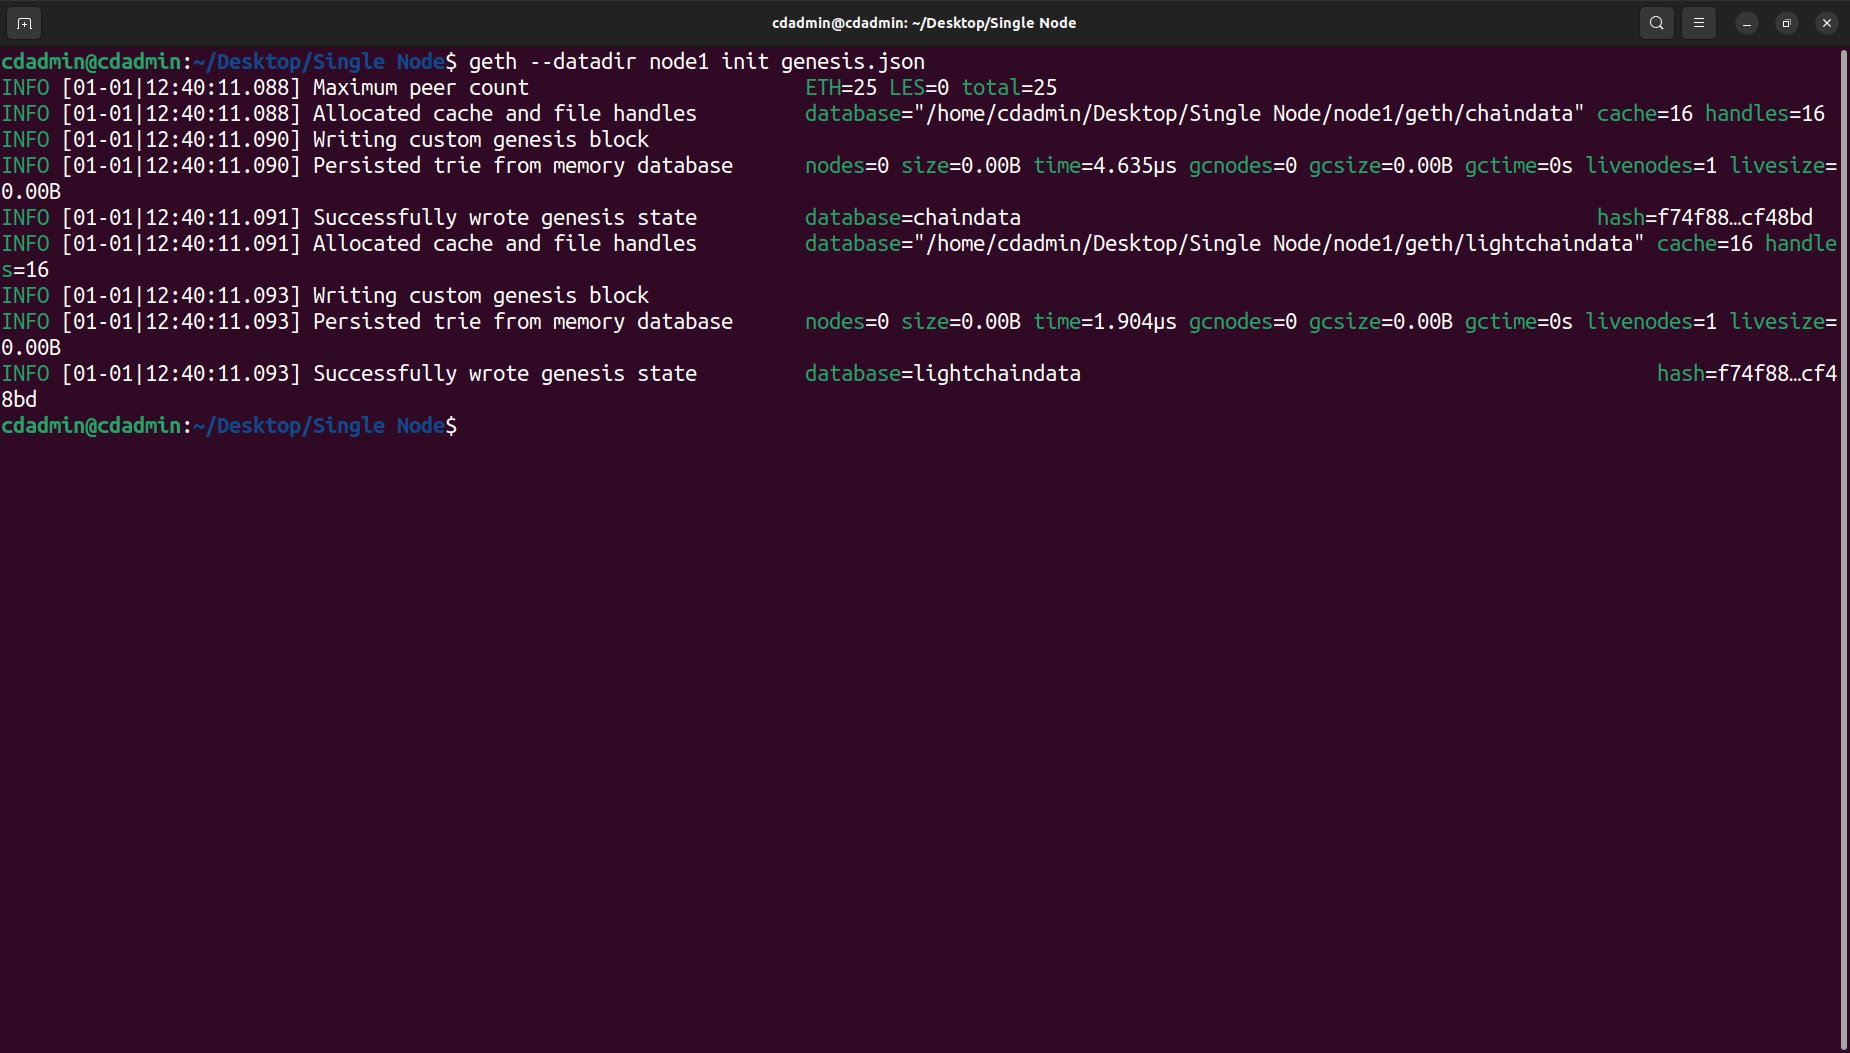 cdadmin@cdadmin: ~/Desktop/Single Node
cdadmin@cdadmin:~/Desktop/Single Node$ geth --datadir node1 init genesis.json
INFO [01-01|12:40:11.088] Maximum peer count                       ETH=25 LES=0 total=25
INFO [01-01|12:40:11.088] Allocated cache and file handles         database="/home/cdadmin/Desktop/Single Node/node1/geth/chaindata" cache=16 handles=16
INFO [01-01|12:40:11.090] Writing custom genesis block
INFO [01-01|12:40:11.090] Persisted trie from memory database      nodes=0 size=0.00B time=4.635µs gcnodes=0 gcsize=0.00B gctime=0s livenodes=1 livesize=
0.00B
INFO [01-01|12:40:11.091] Successfully wrote genesis state         database=chaindata                                                hash=f74f88…cf48bd
INFO [01-01|12:40:11.091] Allocated cache and file handles         database="/home/cdadmin/Desktop/Single Node/node1/geth/lightchaindata" cache=16 handle
s=16
INFO [01-01|12:40:11.093] Writing custom genesis block
INFO [01-01|12:40:11.093] Persisted trie from memory database      nodes=0 size=0.00B time=1.904µs gcnodes=0 gcsize=0.00B gctime=0s livenodes=1 livesize=
0.00B
INFO [01-01|12:40:11.093] Successfully wrote genesis state         database=lightchaindata                                                hash=f74f88…cf4
8bd
cdadmin@cdadmin:~/Desktop/Single Node$